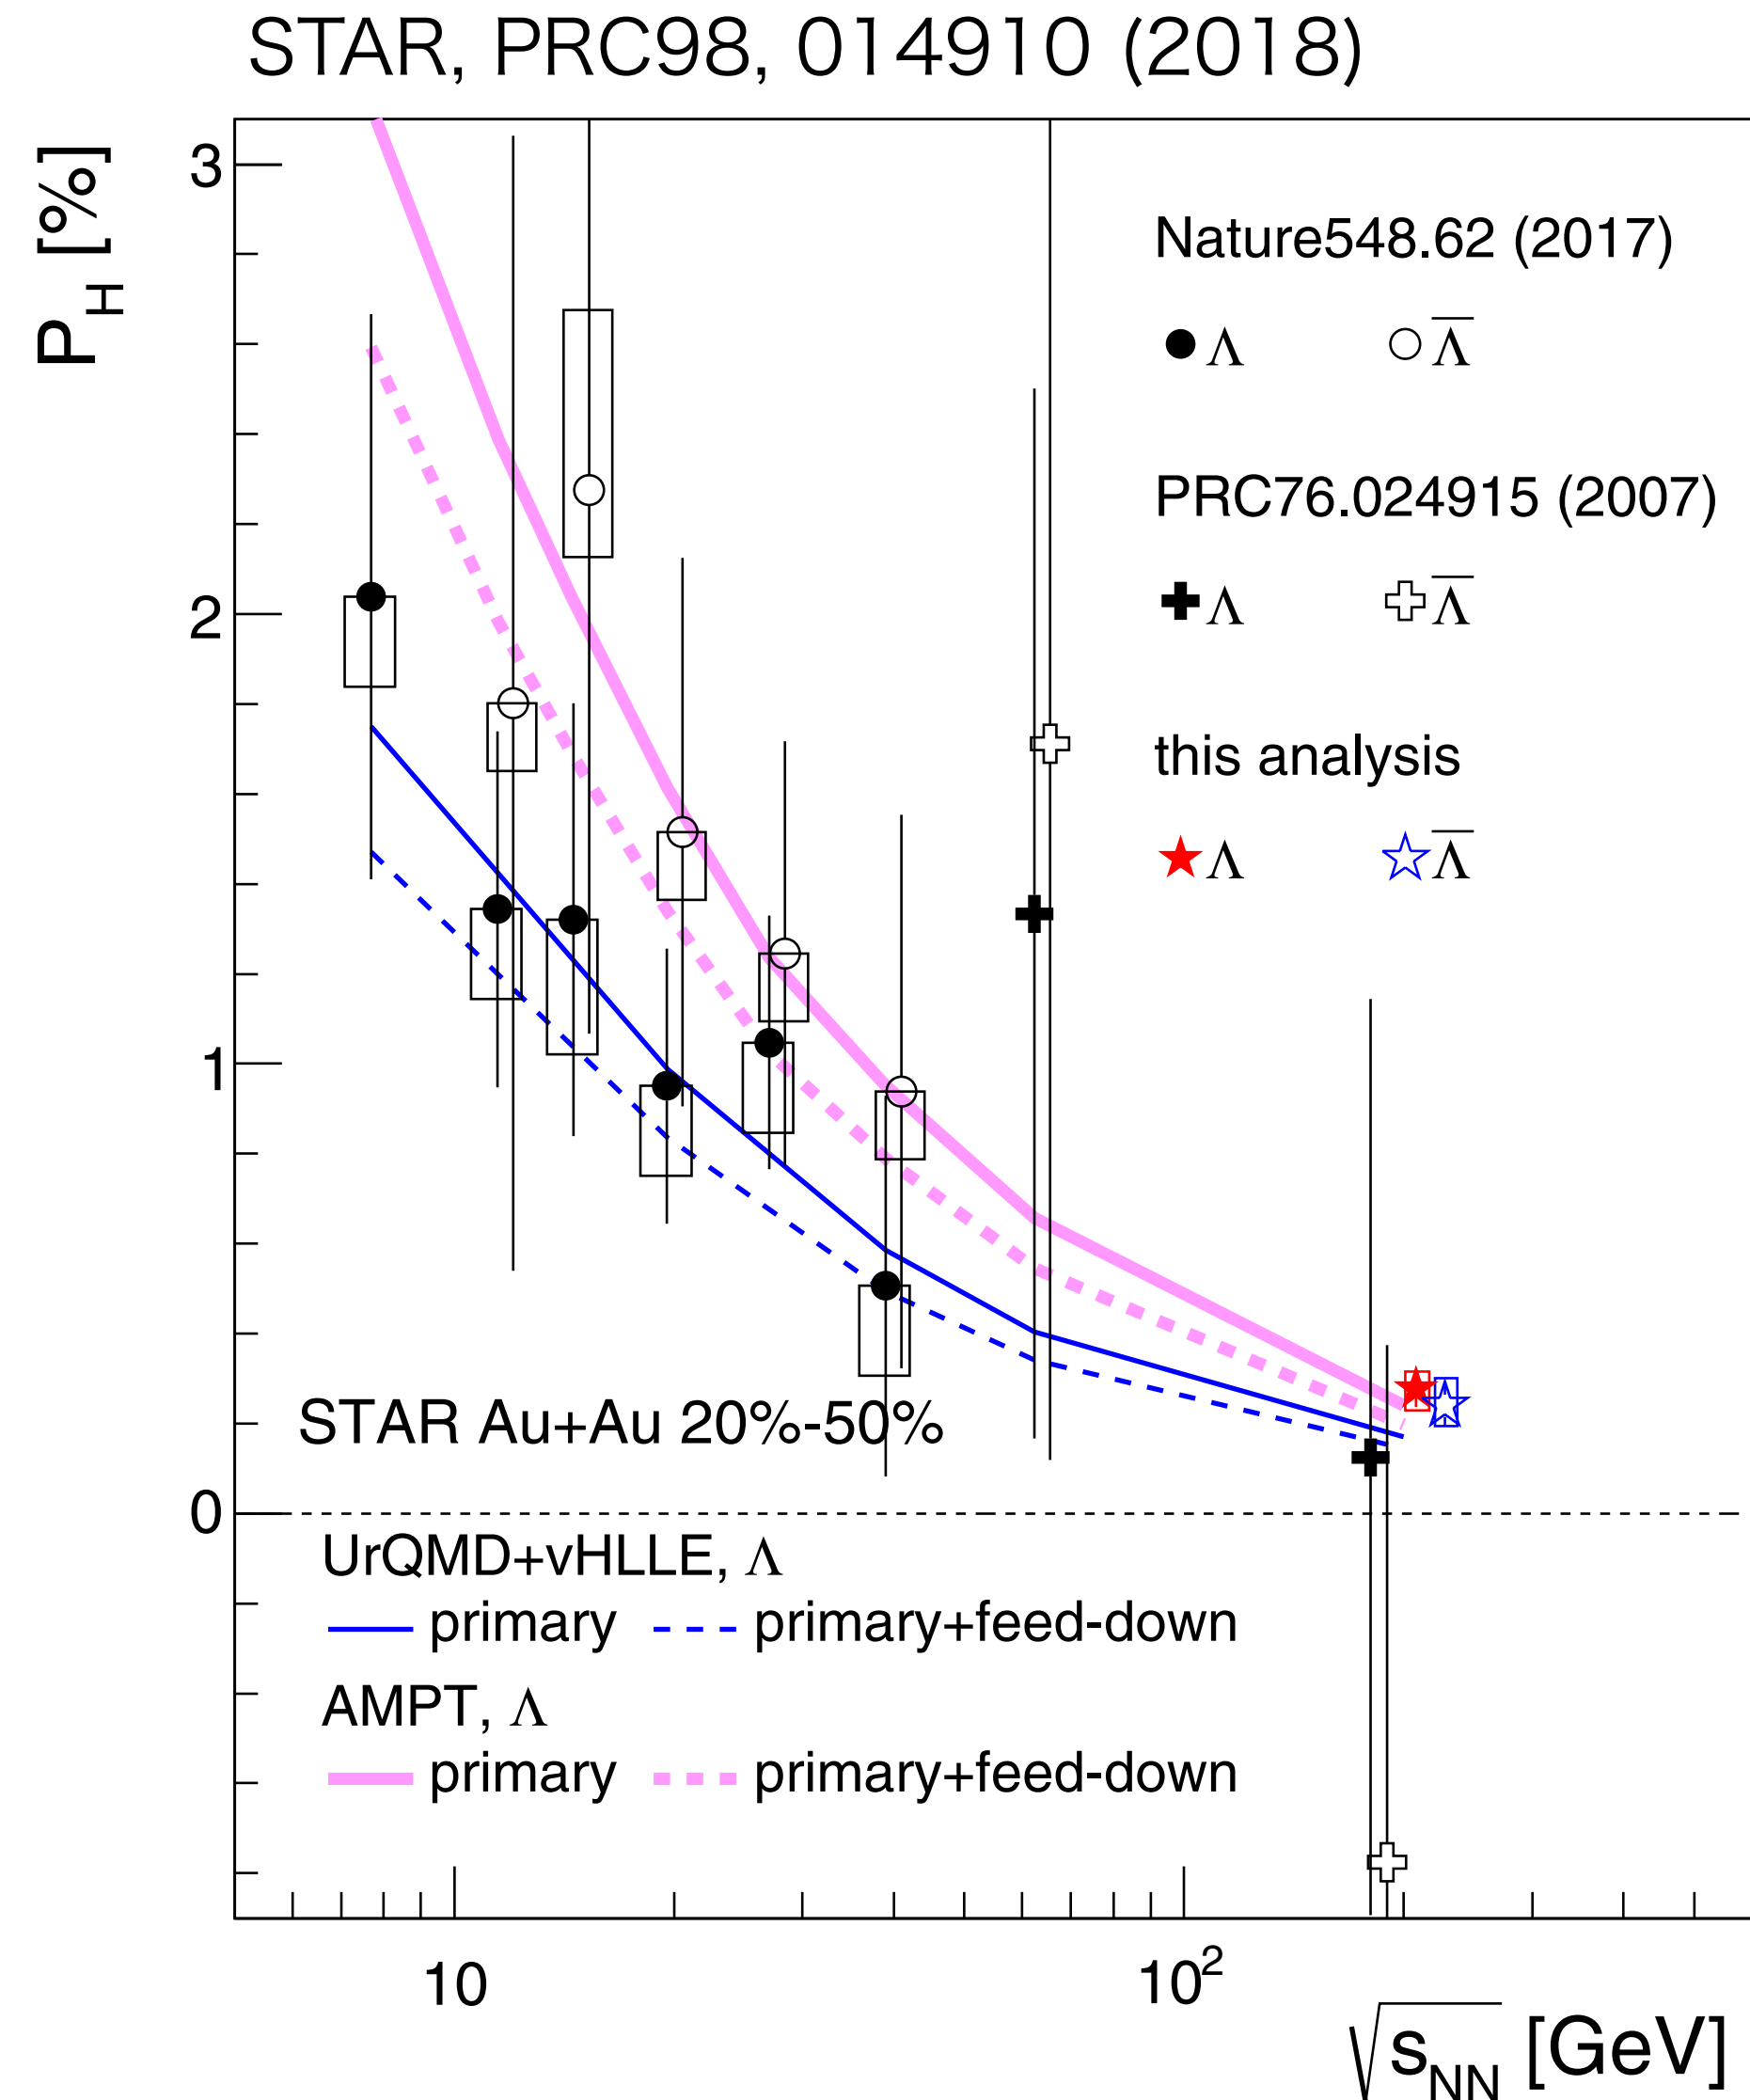 STAR, PRC98, 014910 (2018)
P_H [%]
3
2
1
0
Nature548.62 (2017)
Λ Λ̅
PRC76.024915 (2007)
Λ Λ̅
this analysis
Λ Λ̅
STAR Au+Au 20%-50%
UrQMD+vHLLE, Λ
primary primary+feed-down
AMPT, Λ
primary primary+feed-down
10 10²
√s_NN [GeV]